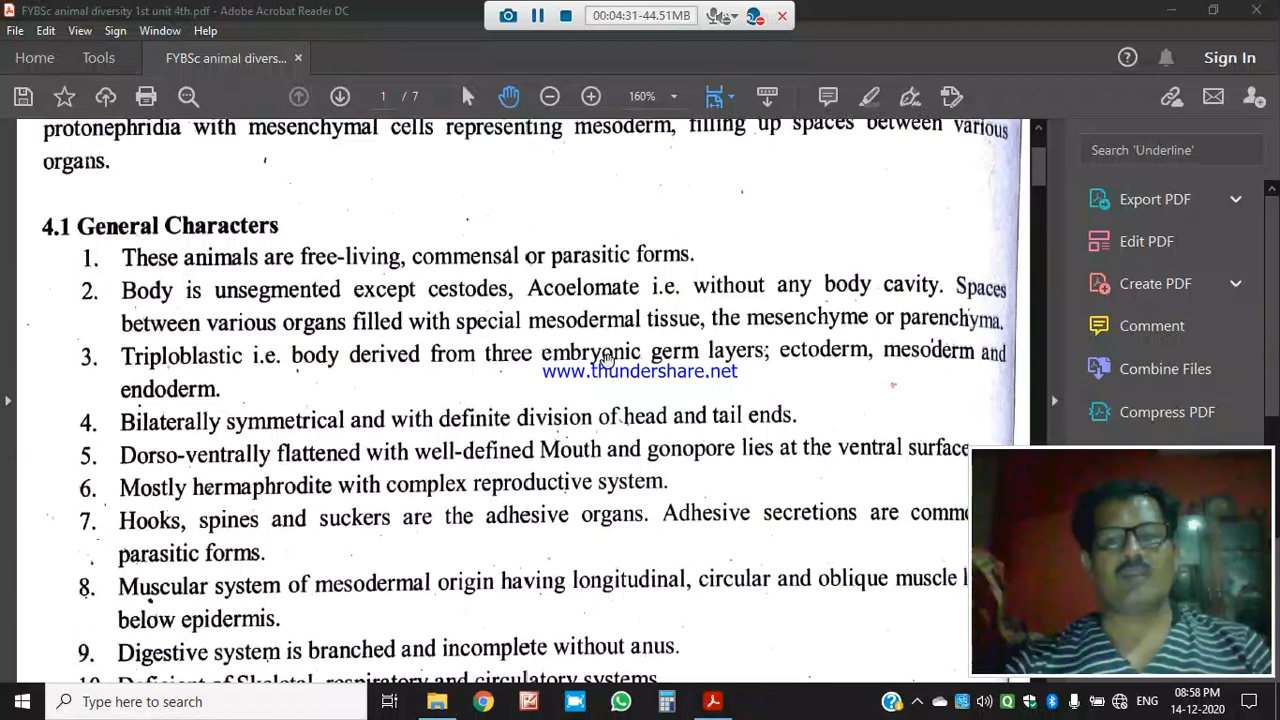 FYBSc animal diversity 1st unit 4th.pdf - Adobe Acrobat Reader DC
00:04:31-44.51MB
File Edit View Sign Window Help
Home Tools FYBSc animal divers... Sign In
1 / 7 160%
protonephridia with mesenchymal cells representing mesoderm, filling up spaces between various
organs.
4.1 General Characters
1. These animals are free-living, commensal or parasitic forms.
2. Body is unsegmented except cestodes, Acoelomate i.e. without any body cavity. Spaces
between various organs filled with special mesodermal tissue, the mesenchyme or parenchyma.
3. Triploblastic i.e. body derived from three embryonic germ layers; ectoderm, mesoderm and
www.thundershare.net
endoderm.
4. Bilaterally symmetrical and with definite division of head and tail ends.
5. Dorso-ventrally flattened with well-defined Mouth and gonopore lies at the ventral surface
6. Mostly hermaphrodite with complex reproductive system.
7. Hooks, spines and suckers are the adhesive organs. Adhesive secretions are
parasitic forms.
8. Muscular system of mesodermal origin having longitudinal, circular and oblique muscle
below epidermis.
9. Digestive system is branched and incomplete without anus.
10. Deficient of Skeletal, respiratory and circulatory systems.
Search 'Underline'
Export PDF
Edit PDF
Create PDF
Comment
Combine Files
Compress PDF
Type here to search
ENG
08:58 PM
14-12-2020